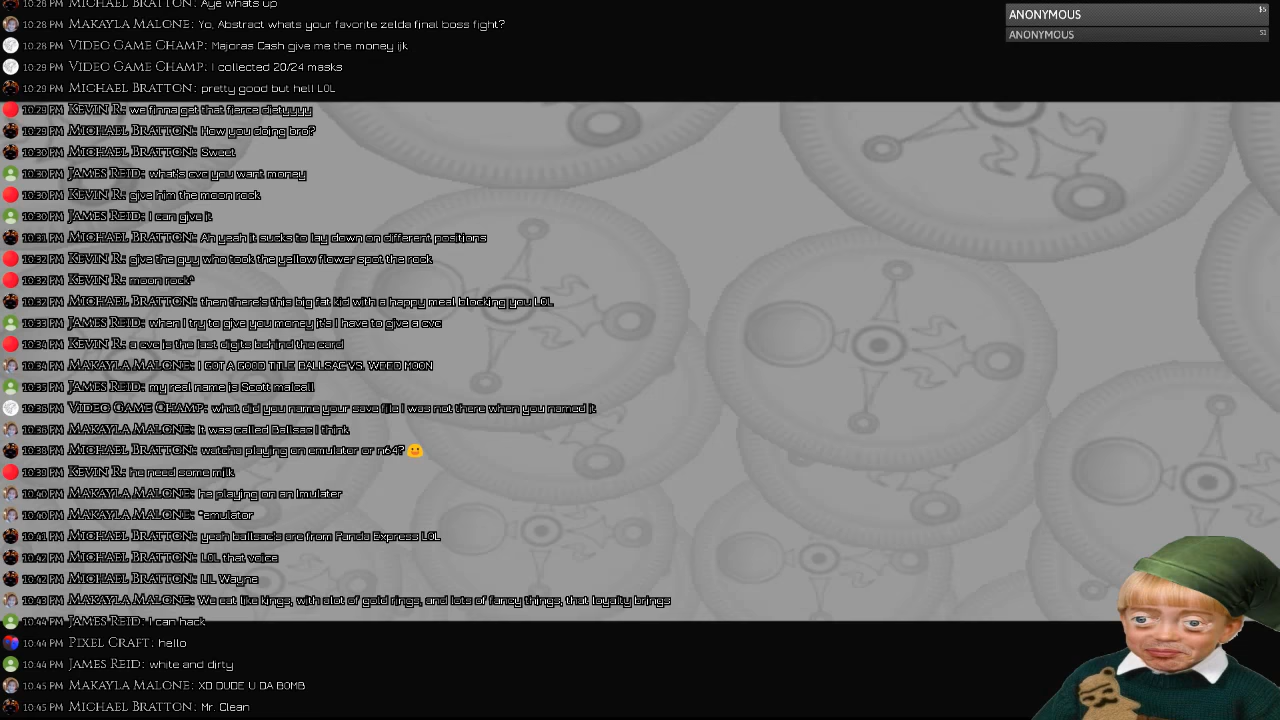 10:28 PM MICHAEL BRATTON: Aye whats up
10:28 PM MAKAYLA MALONE: Yo, Abstract whats your favorite zelda final boss fight?
10:28 PM VIDEO GAME CHAMP: Majoras Cash give me the money ijk
10:29 PM VIDEO GAME CHAMP: I collected 20/24 masks
10:29 PM MICHAEL BRATTON: pretty good but hell LOL
10:29 PM KEVIN R.: we finna get that fierce dietyyyy
10:29 PM MICHAEL BRATTON: How you doing bro?
10:30 PM MICHAEL BRATTON: Sweet
10:30 PM JAMES REID: what's cvc you want money
10:30 PM KEVIN R.: give him the moon rock
10:30 PM JAMES REID: I can give it
10:31 PM MICHAEL BRATTON: Ah yeah it sucks to lay down on different positions
10:32 PM KEVIN R.: give the guy who took the yellow flower spot the rock
10:32 PM KEVIN R.: moon rock*
10:32 PM MICHAEL BRATTON: then there's this big fat kid with a happy meal blocking you LOL
10:33 PM JAMES REID: when I try to give you money it's I have to give a cvc
10:34 PM KEVIN R.: a cvc is the last digits behind the card
10:34 PM MAKAYLA MALONE: I GOT A GOOD TITLE BALLSAC VS. WEED MOON
10:35 PM JAMES REID: my real name is Scott malcall
10:36 PM VIDEO GAME CHAMP: what did you name your save file I was not there when you named it
10:38 PM MAKAYLA MALONE: It was called Ballsac I think
10:38 PM MICHAEL BRATTON: watcha playing on emulator or n64?
10:39 PM KEVIN R.: he need some milk
10:40 PM MAKAYLA MALONE: he playing on an Imulater
10:40 PM MAKAYLA MALONE: *emulator
10:41 PM MICHAEL BRATTON: yeah ballsac's are from Panda Express LOL
10:42 PM MICHAEL BRATTON: LOL that voice
10:42 PM MICHAEL BRATTON: LIL Wayne
10:43 PM MAKAYLA MALONE: We eat like kings, with alot of gold rings, and lots of fancy things, that loyalty brings
10:44 PM JAMES REID: I can hack
10:44 PM PIXEL CRAFT: hello
10:44 PM JAMES REID: white and dirty
10:45 PM MAKAYLA MALONE: XD DUDE U DA BOMB
10:45 PM MICHAEL BRATTON: Mr. Clean
ANONYMOUS $5
ANONYMOUS $1